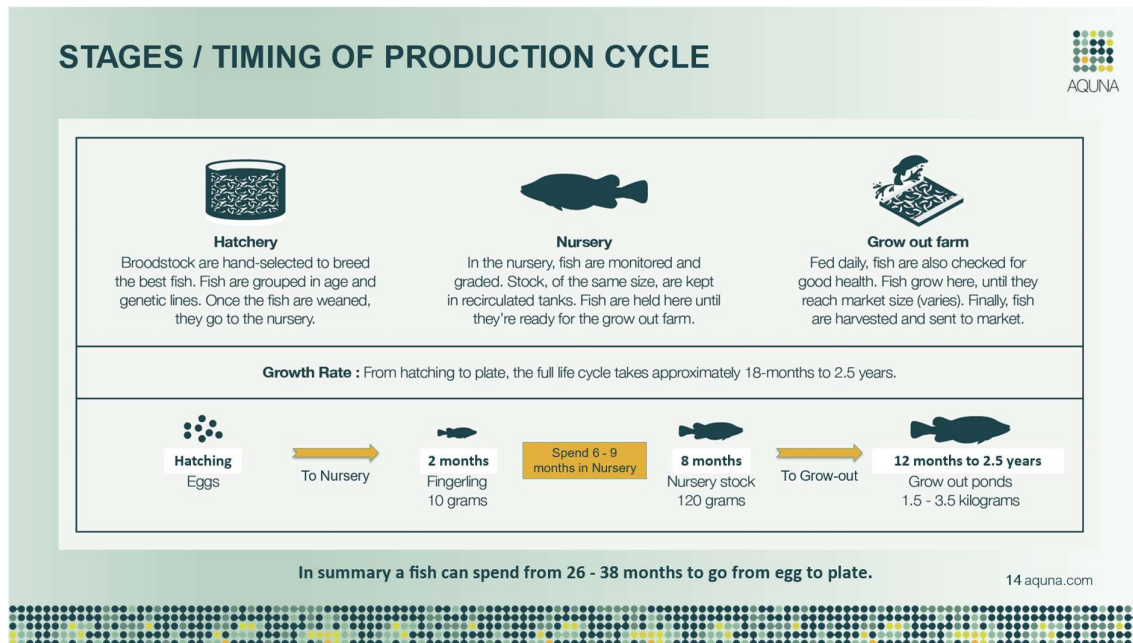 STAGES / TIMING OF PRODUCTION CYCLE
AQUNA
Hatchery
Broodstock are hand-selected to breed
the best fish. Fish are grouped in age and
genetic lines. Once the fish are weaned,
they go to the nursery.
Nursery
In the nursery, fish are monitored and
graded. Stock, of the same size, are kept
in recirculated tanks. Fish are held here until
they're ready for the grow out farm.
Grow out farm
Fed daily, fish are also checked for
good health. Fish grow here, until they
reach market size (varies). Finally, fish
are harvested and sent to market.
Growth Rate : From hatching to plate, the full life cycle takes approximately 18-months to 2.5 years.
Hatching
Eggs
To Nursery
2 months
Fingerling
10 grams
Spend 6 - 9
months in Nursery
8 months
Nursery stock
120 grams
To Grow-out
12 months to 2.5 years
Grow out ponds
1.5 - 3.5 kilograms
In summary a fish can spend from 26 - 38 months to go from egg to plate.
14 aquna.com